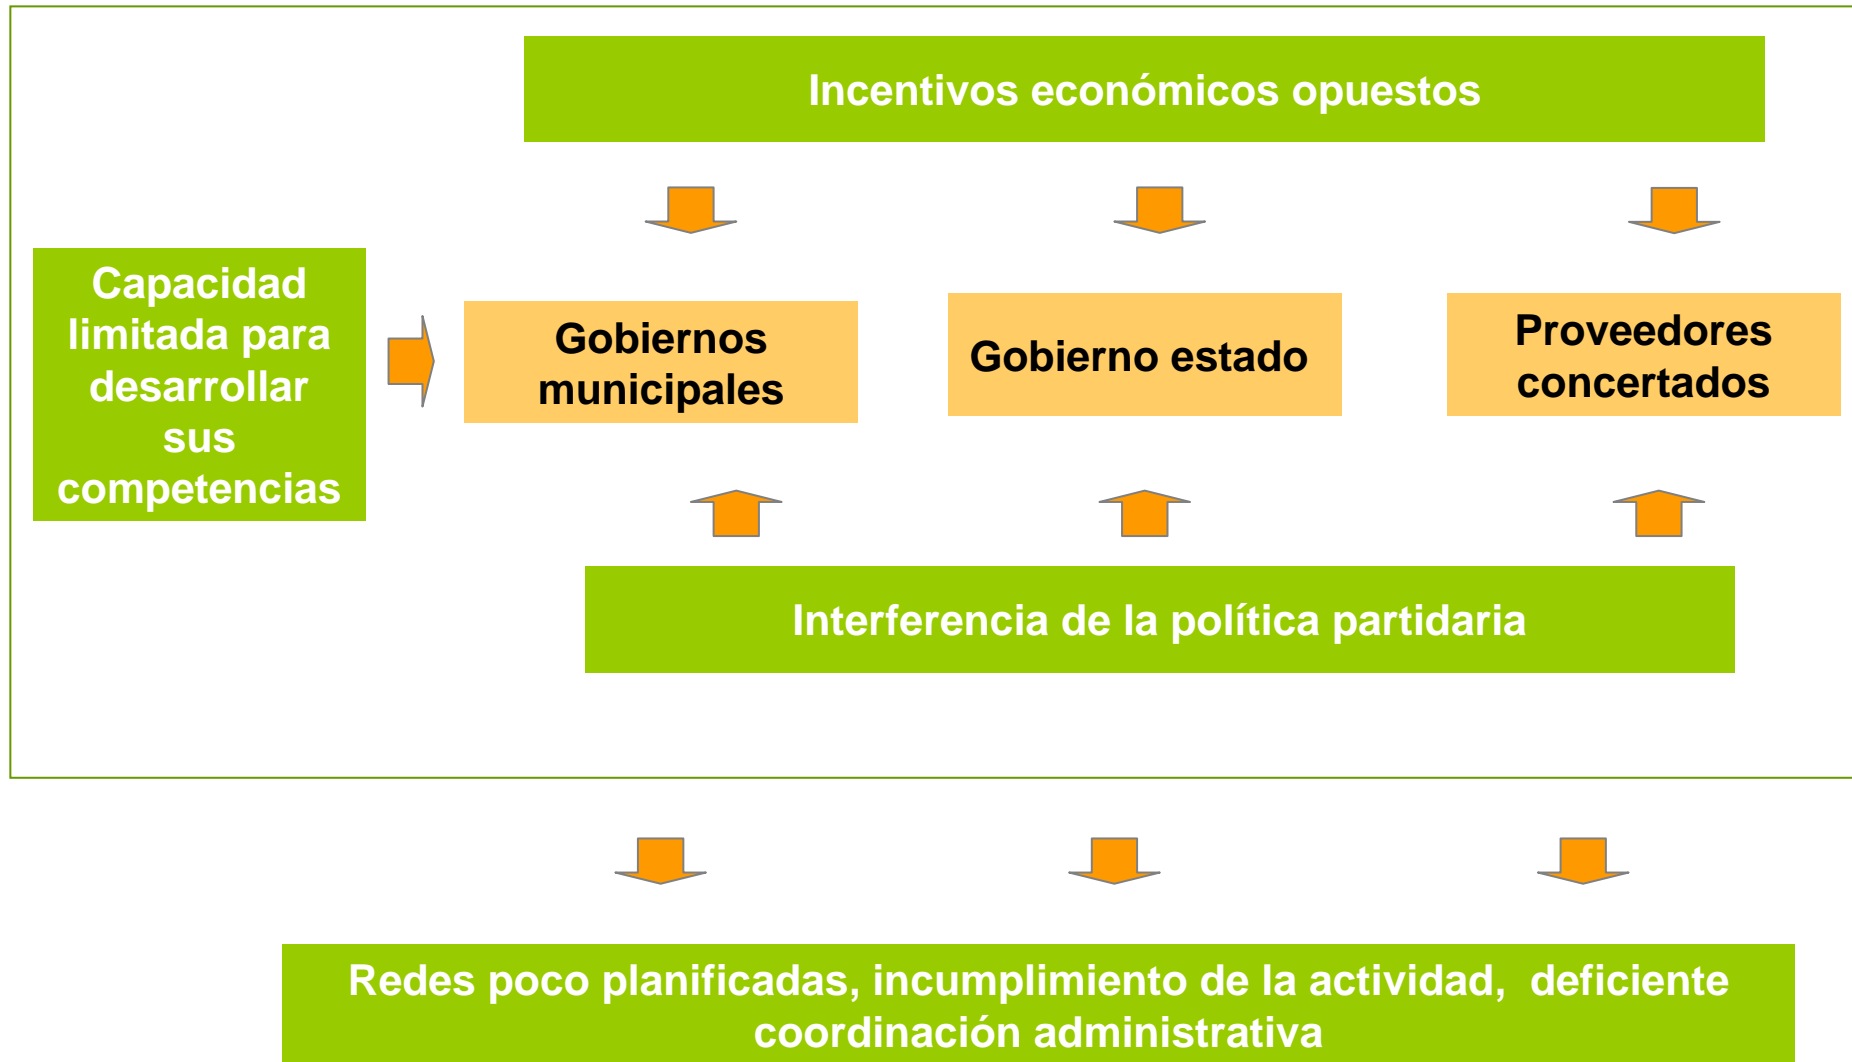 Incentivos económicos opuestos
Capacidad
limitada para
desarrollar
sus
competencias
Gobiernos
municipales
Gobierno estado
Proveedores
concertados
Interferencia de la política partidaria
Redes poco planificadas, incumplimiento de la actividad,  deficiente
coordinación administrativa